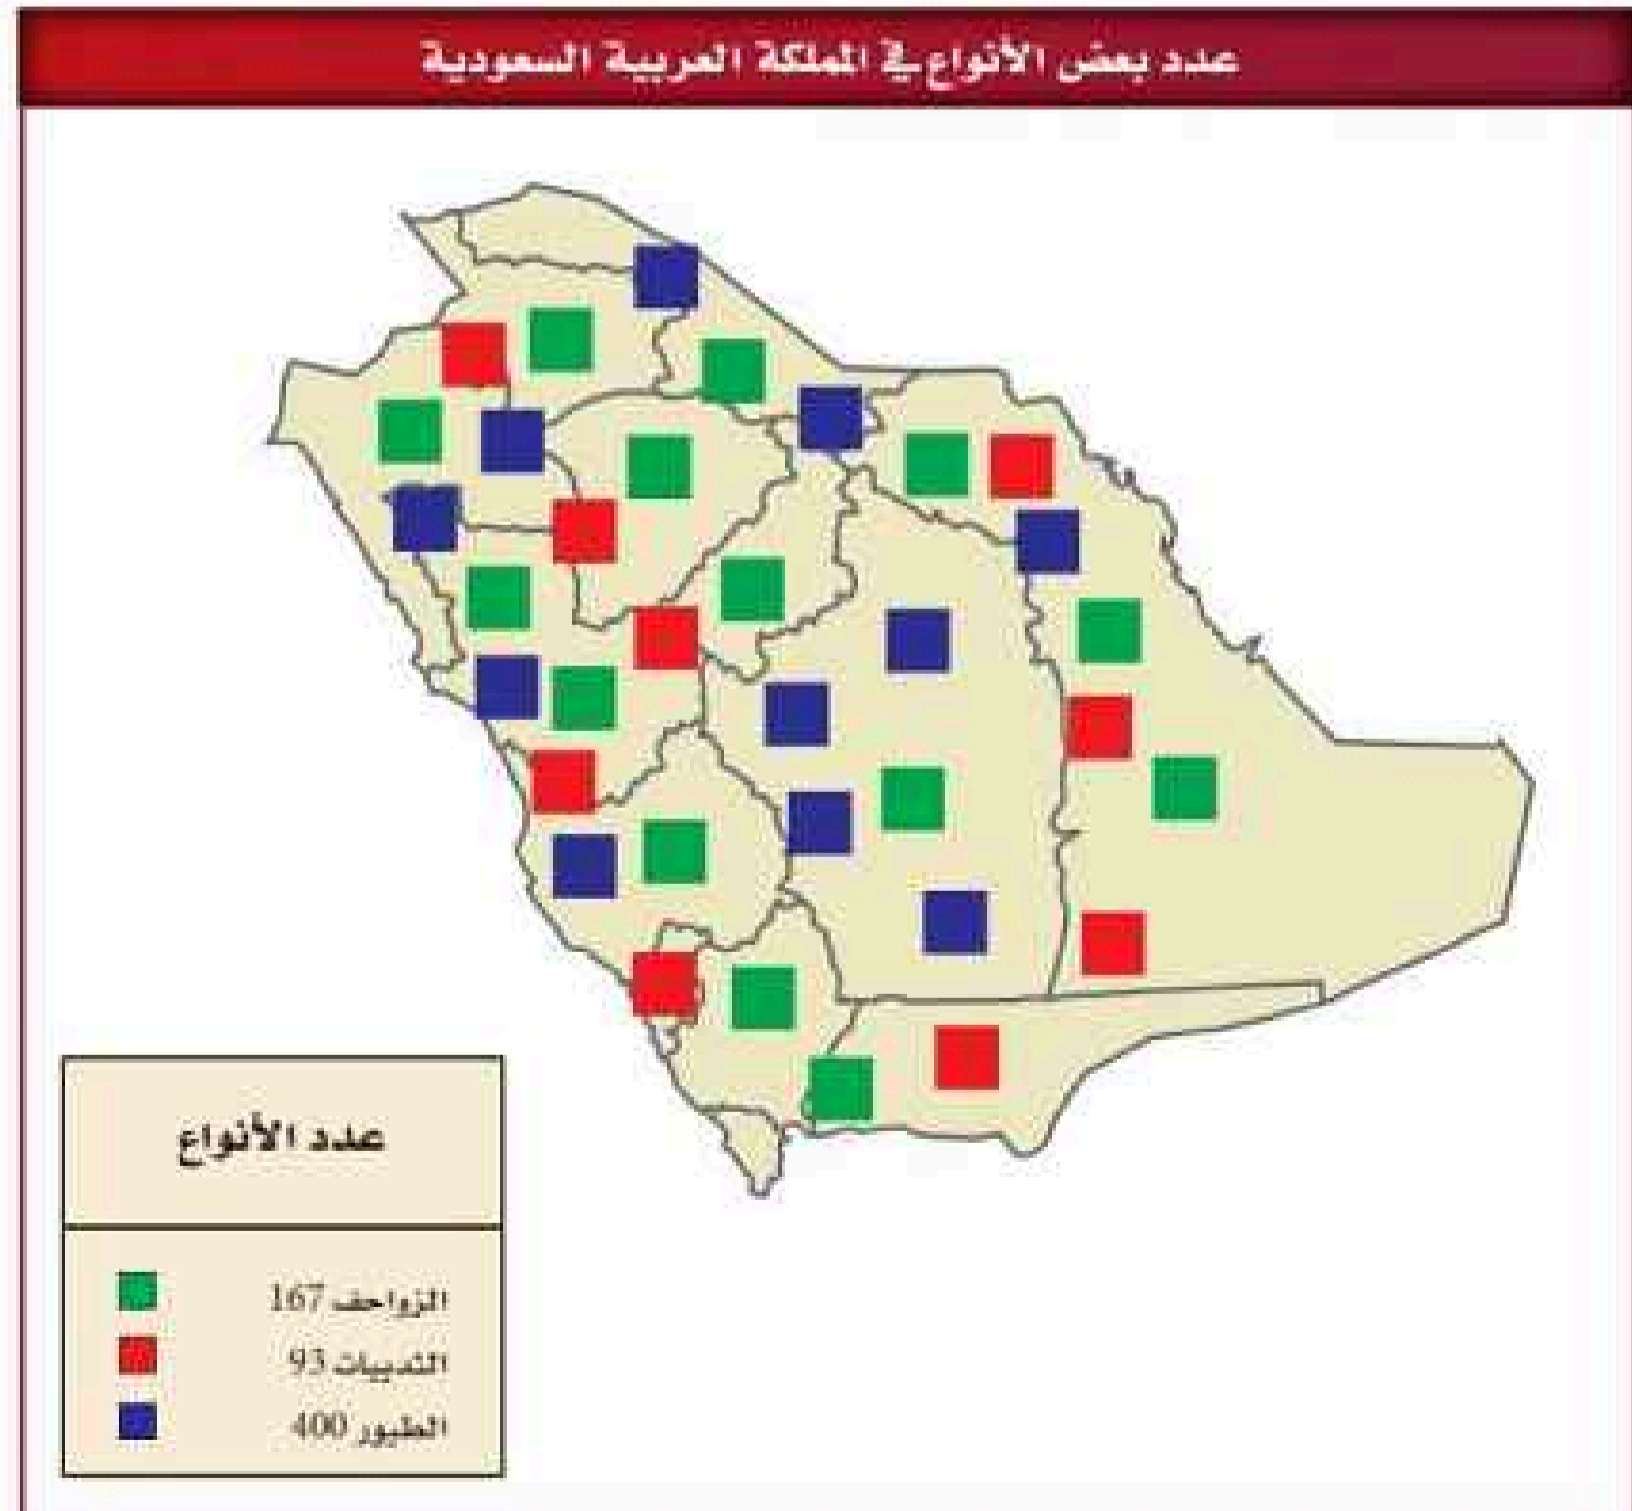 عدد بعض الأنواع في المملكة العربية السعودية
عدد الأنواع
الزواحف 167
الثدييات 93
الطيور 400